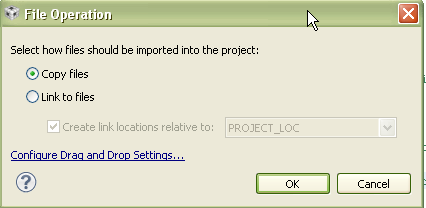 File Operation
Select how files should be imported into the project:
Copy files
Link to files
Create link locations relative to: PROJECT_LOC
Configure Drag and Drop Settings...
? OK Cancel